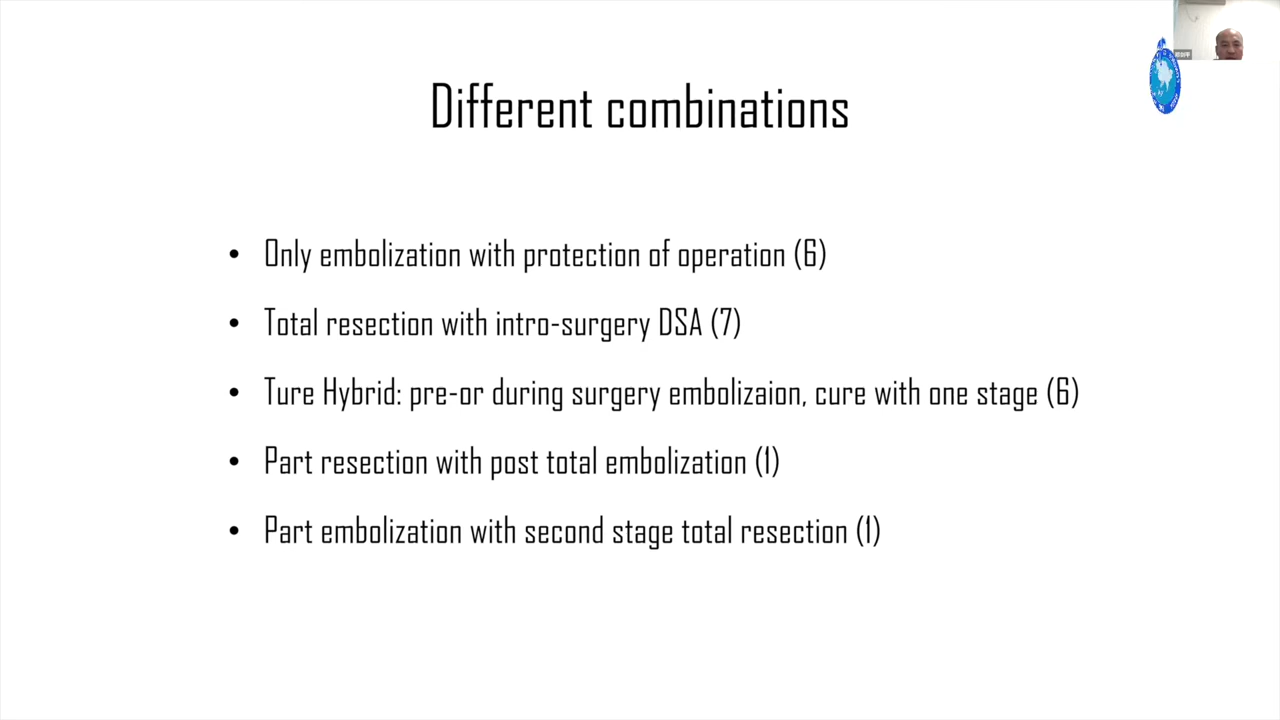 Different combinations
• Only embolization with protection of operation (6)
• Total resection with intro-surgery DSA (7)
• Ture Hybrid: pre-or during surgery embolizaion, cure with one stage (6)
• Part resection with post total embolization (1)
• Part embolization with second stage total resection (1)